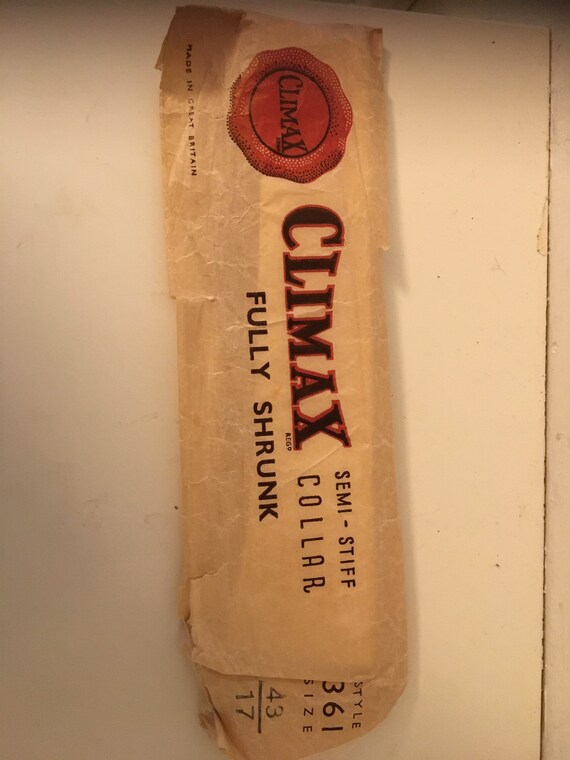 MADE IN GREAT BRITAIN
CLIMAX
CLIMAX
REGD
SEMI-STIFF
COLLAR
FULLY SHRUNK
STYLE
361
SIZE
43
17